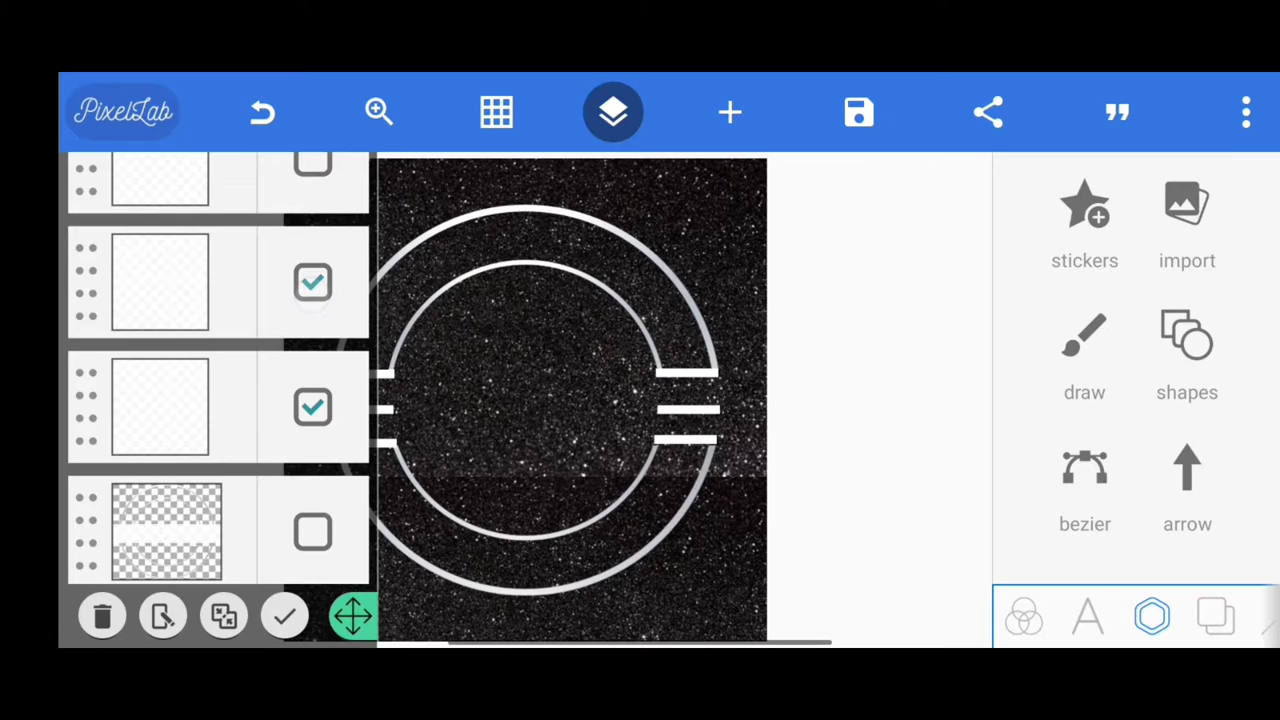 PixelLab
stickers
import
draw
shapes
bezier
arrow